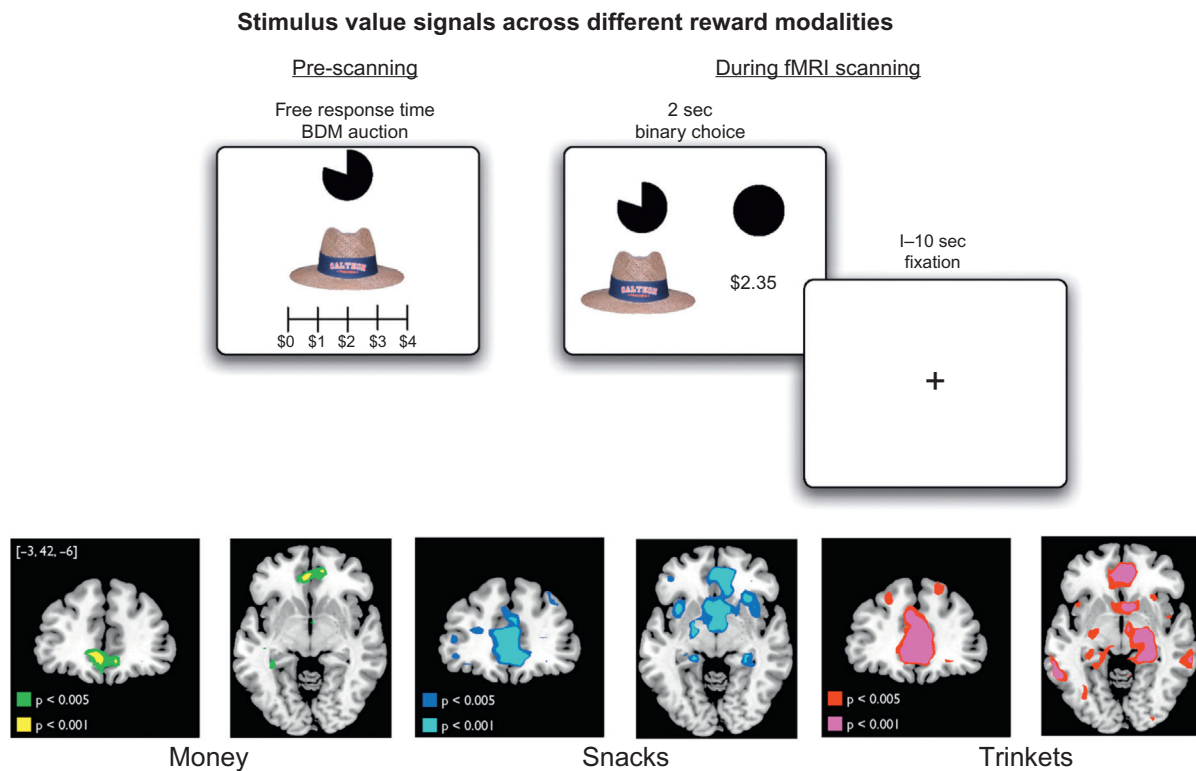 Stimulus value signals across different reward modalities
Pre-scanning
During fMRI scanning
Free response time
BDM auction
2 sec
binary choice
CALTECH
$0 $1 $2 $3 $4
CALTECH
$2.35
I–10 sec
fixation
+
[−3, 42, −6]
p < 0.005
p < 0.001
p < 0.005
p < 0.001
p < 0.005
p < 0.001
Money
Snacks
Trinkets